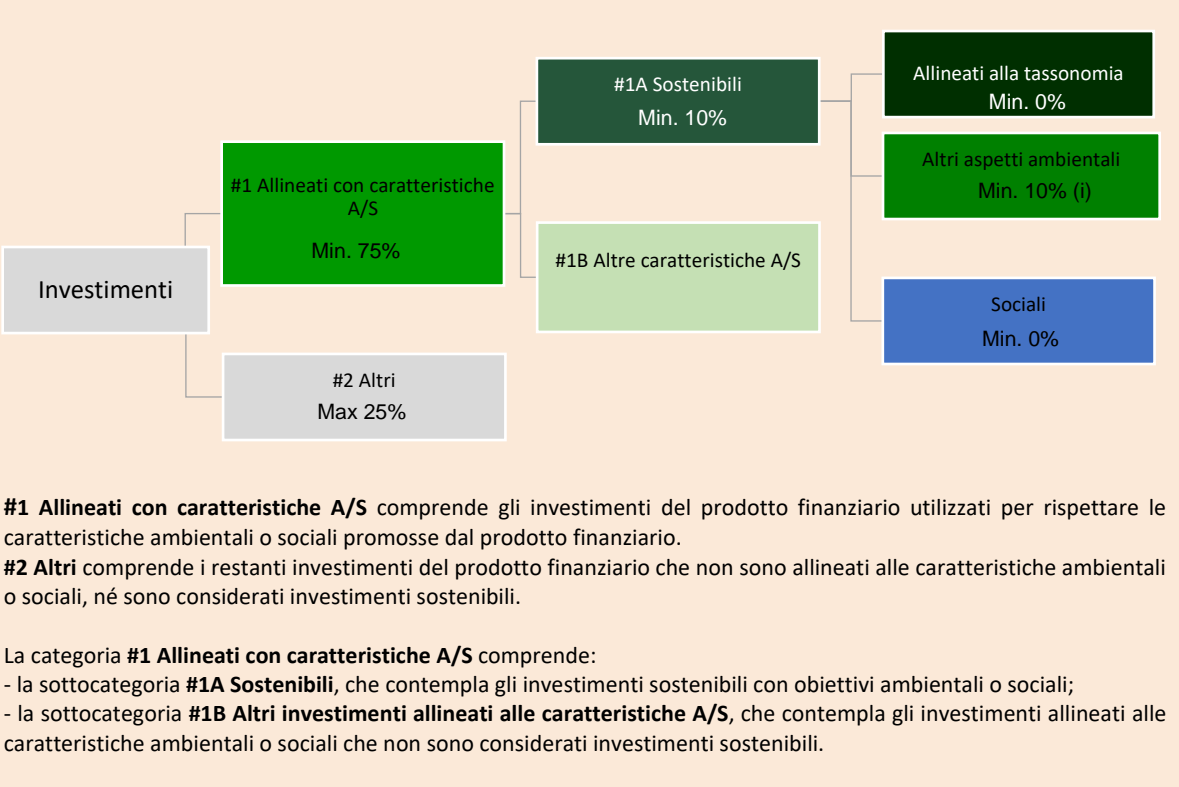 Investimenti
#1 Allineati con caratteristiche
A/S
Min. 75%
#2 Altri
Max 25%
#1A Sostenibili
Min. 10%
#1B Altre caratteristiche A/S
Allineati alla tassonomia
Min. 0%
Altri aspetti ambientali
Min. 10% (i)
Sociali
Min. 0%
#1 Allineati con caratteristiche A/S comprende gli investimenti del prodotto finanziario utilizzati per rispettare le
caratteristiche ambientali o sociali promosse dal prodotto finanziario.
#2 Altri comprende i restanti investimenti del prodotto finanziario che non sono allineati alle caratteristiche ambientali
o sociali, né sono considerati investimenti sostenibili.
La categoria #1 Allineati con caratteristiche A/S comprende:
- la sottocategoria #1A Sostenibili, che contempla gli investimenti sostenibili con obiettivi ambientali o sociali;
- la sottocategoria #1B Altri investimenti allineati alle caratteristiche A/S, che contempla gli investimenti allineati alle
caratteristiche ambientali o sociali che non sono considerati investimenti sostenibili.